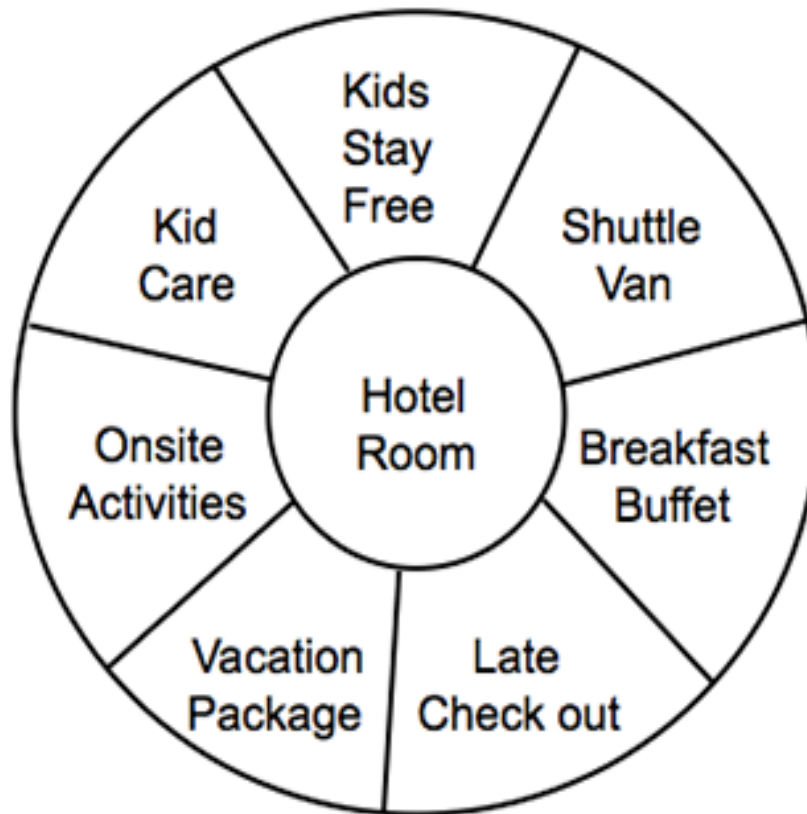 Kids
Stay
Free
Shuttle
Van
Breakfast
Buffet
Late
Check out
Vacation
Package
Onsite
Activities
Kid
Care
Hotel
Room